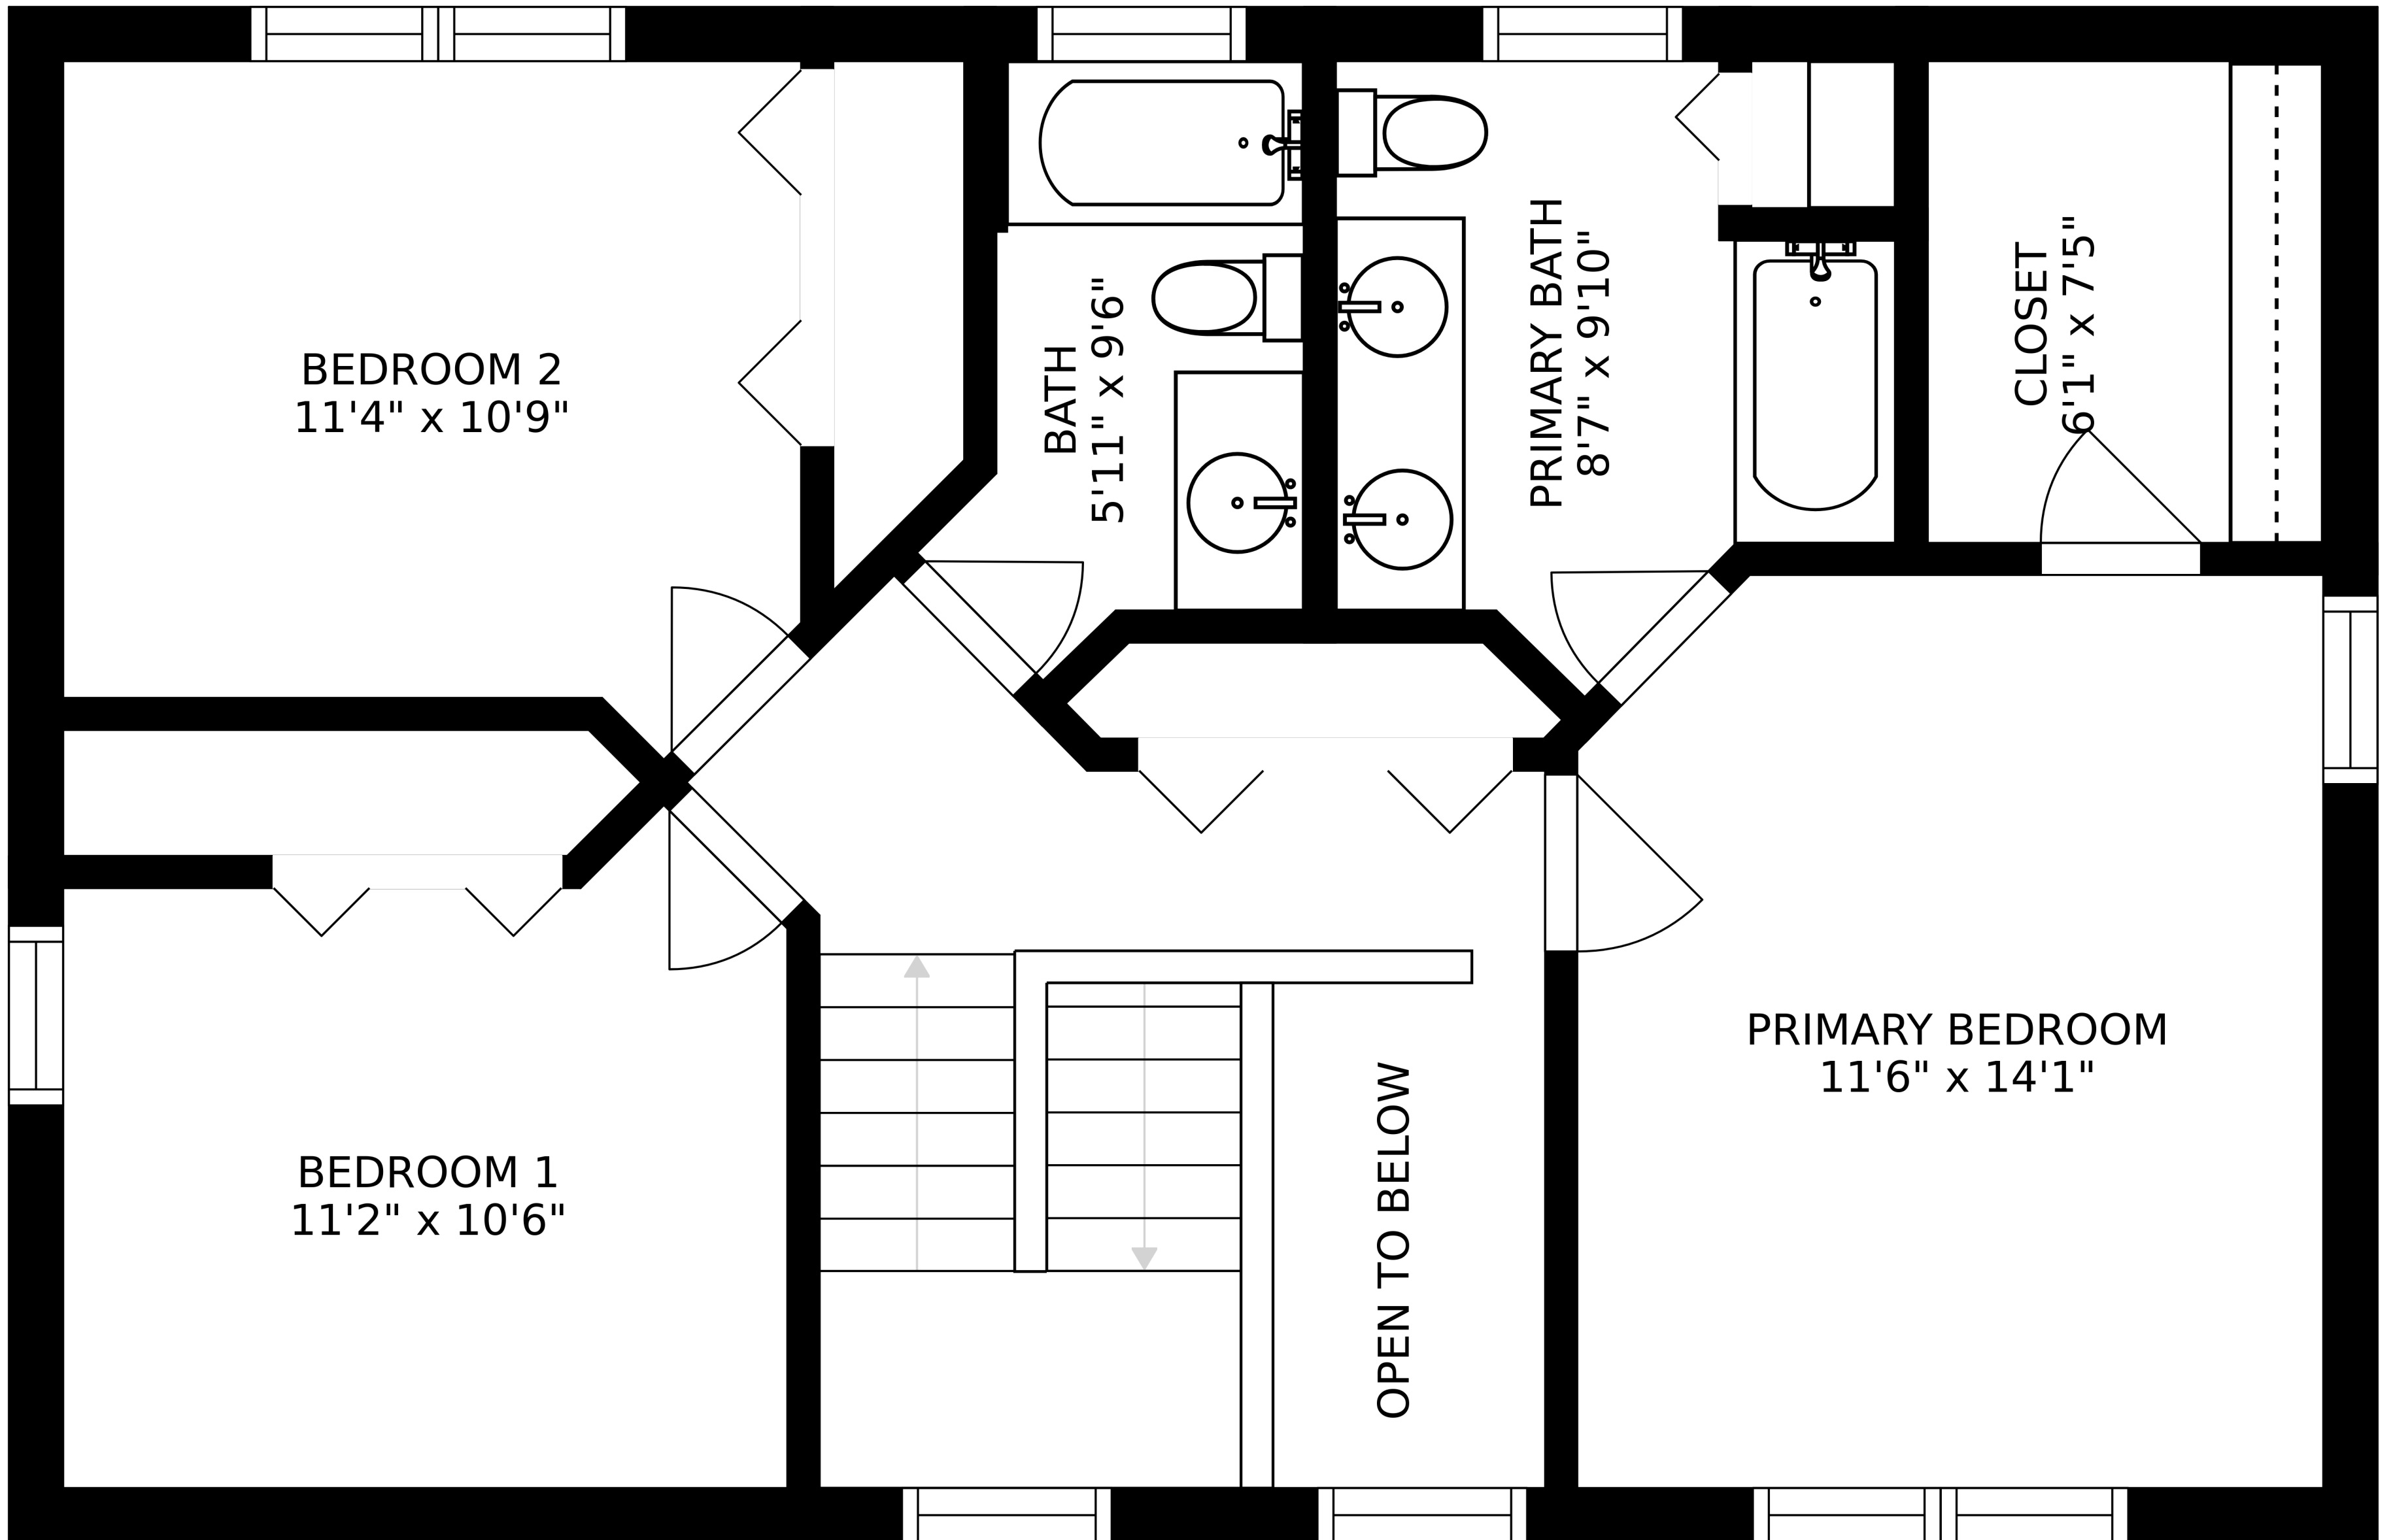 BEDROOM 2
11'4" x 10'9"
BATH
5'11" x 9'6"
PRIMARY BATH
8'7" x 9'10"
CLOSET
6'1" x 7'5"
BEDROOM 1
11'2" x 10'6"
OPEN TO BELOW
PRIMARY BEDROOM
11'6" x 14'1"